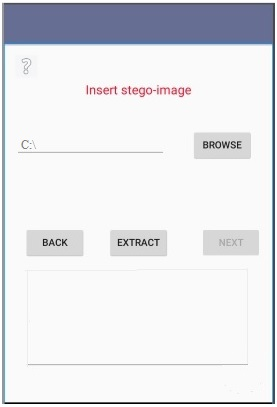 ?
Insert stego-image
C:\
BROWSE
BACK
EXTRACT
NEXT